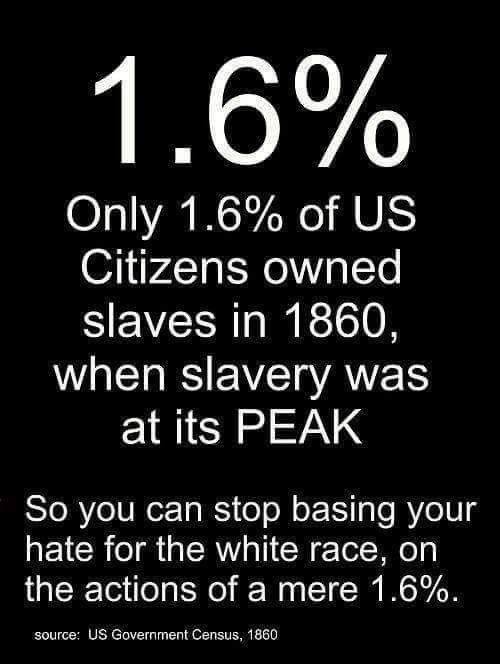 1.6%
Only 1.6% of US
Citizens owned
slaves in 1860,
when slavery was
at its PEAK
So you can stop basing your
hate for the white race, on
the actions of a mere 1.6%.
source: US Government Census, 1860